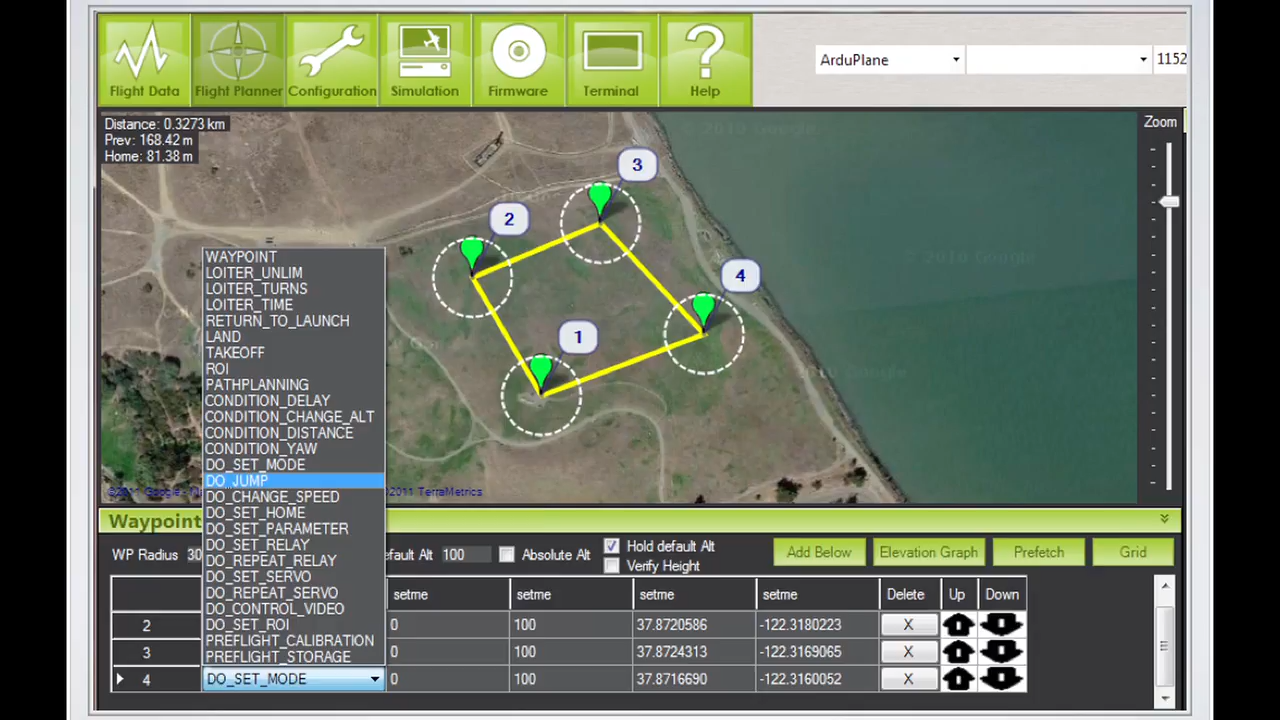 Flight Data
Flight Planner
Configuration
Simulation
Firmware
Terminal
Help
ArduPlane
1152
Distance: 0.3273 km
Prev: 168.42 m
Home: 81.38 m
Zoom
3
2
4
1
WAYPOINT
LOITER_UNLIM
LOITER_TURNS
LOITER_TIME
RETURN_TO_LAUNCH
LAND
TAKEOFF
ROI
PATHPLANNING
CONDITION_DELAY
CONDITION_CHANGE_ALT
CONDITION_DISTANCE
CONDITION_YAW
DO_SET_MODE
DO_JUMP
DO_CHANGE_SPEED
DO_SET_HOME
DO_SET_PARAMETER
DO_SET_RELAY
DO_REPEAT_RELAY
DO_SET_SERVO
DO_REPEAT_SERVO
DO_CONTROL_VIDEO
DO_SET_ROI
PREFLIGHT_CALIBRATION
PREFLIGHT_STORAGE
©2011 TerraMetrics
Waypoint
WP Radius 30 efault Alt 100 Absolute Alt Hold default Alt
Verify Height
Add Below Elevation Graph Prefetch Grid
setme setme setme setme Delete Up Down
2 0 100 37.8720586 -122.3180223 X
3 0 100 37.8724313 -122.3169065 X
4 DO_SET_MODE 0 100 37.8716690 -122.3160052 X